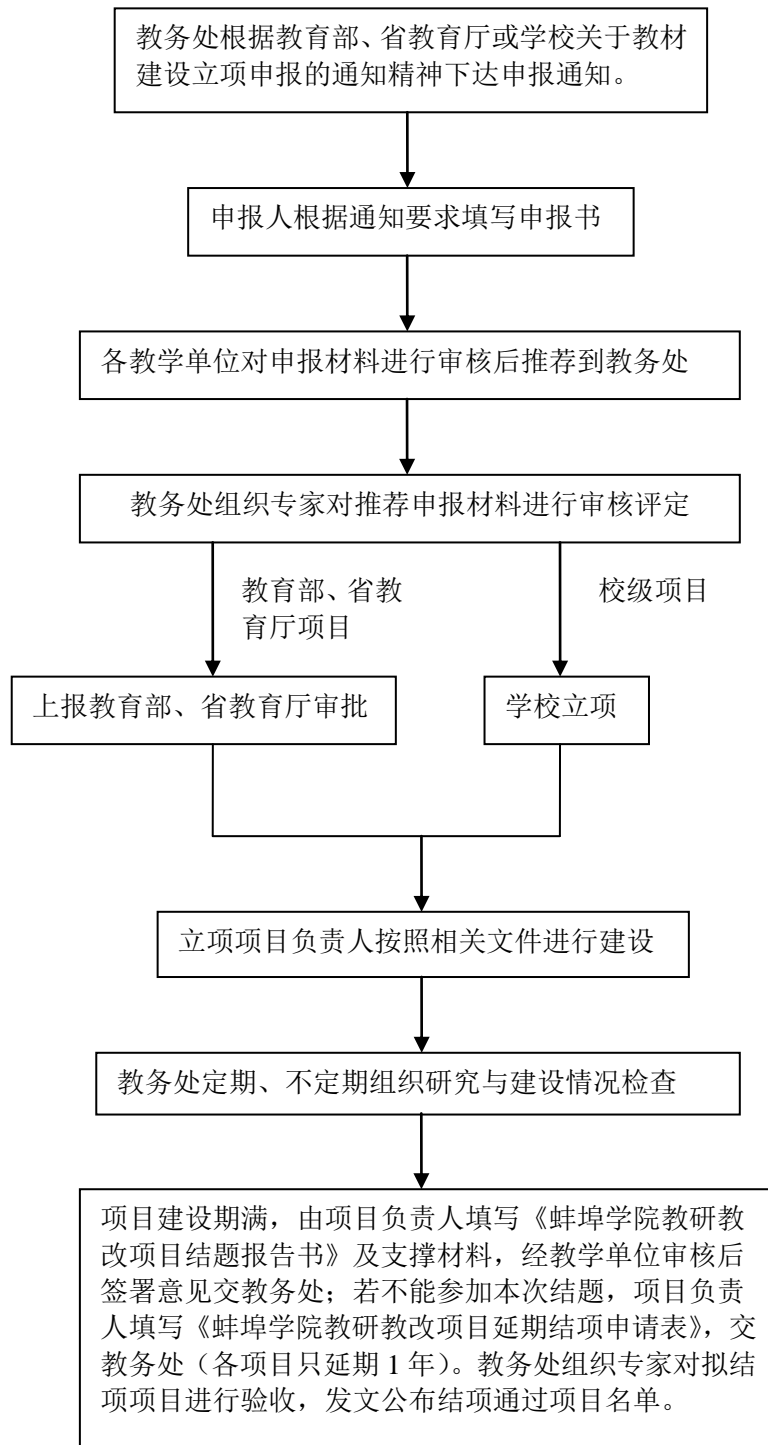 教务处根据教育部、省教育厅或学校关于教材
建设立项申报的通知精神下达申报通知。
申报人根据通知要求填写申报书
各教学单位对申报材料进行审核后推荐到教务处
教务处组织专家对推荐申报材料进行审核评定
教育部、省教
育厅项目
校级项目
上报教育部、省教育厅审批
学校立项
立项项目负责人按照相关文件进行建设
教务处定期、不定期组织研究与建设情况检查
项目建设期满，由项目负责人填写《蚌埠学院教研教
改项目结题报告书》及支撑材料，经教学单位审核后
签署意见交教务处；若不能参加本次结题，项目负责
人填写《蚌埠学院教研教改项目延期结项申请表》，交
教务处（各项目只延期 1 年）。教务处组织专家对拟结
项项目进行验收，发文公布结项通过项目名单。